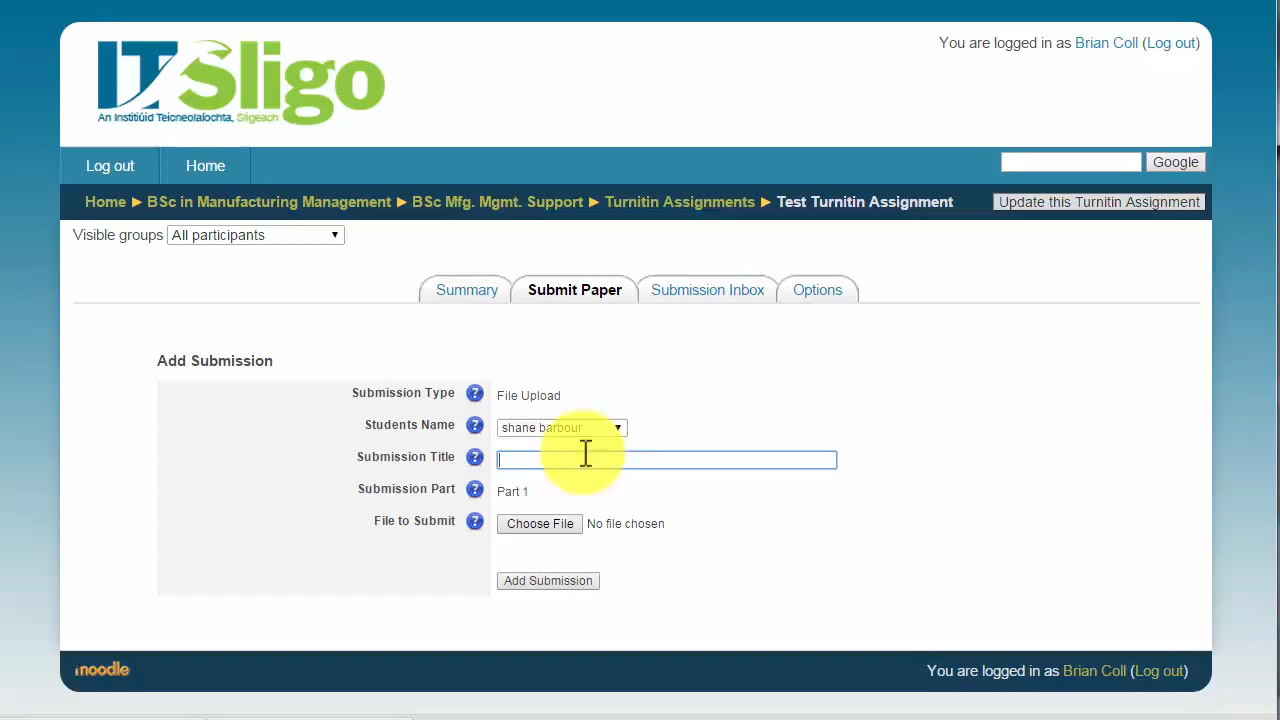 You are logged in as Brian Coll (Log out)
ITSligo
An Institiúid Teicneolaíochta, Sligeach
Log out Home Google
Home ► BSc in Manufacturing Management ► BSc Mfg. Mgmt. Support ► Turnitin Assignments ► Test Turnitin Assignment Update this Turnitin Assignment
Visible groups All participants
Summary Submit Paper Submission Inbox Options
Add Submission
Submission Type ? File Upload
Students Name ? shane barbour
Submission Title ?
Submission Part ? Part 1
File to Submit ? Choose File No file chosen
Add Submission
moodle You are logged in as Brian Coll (Log out)